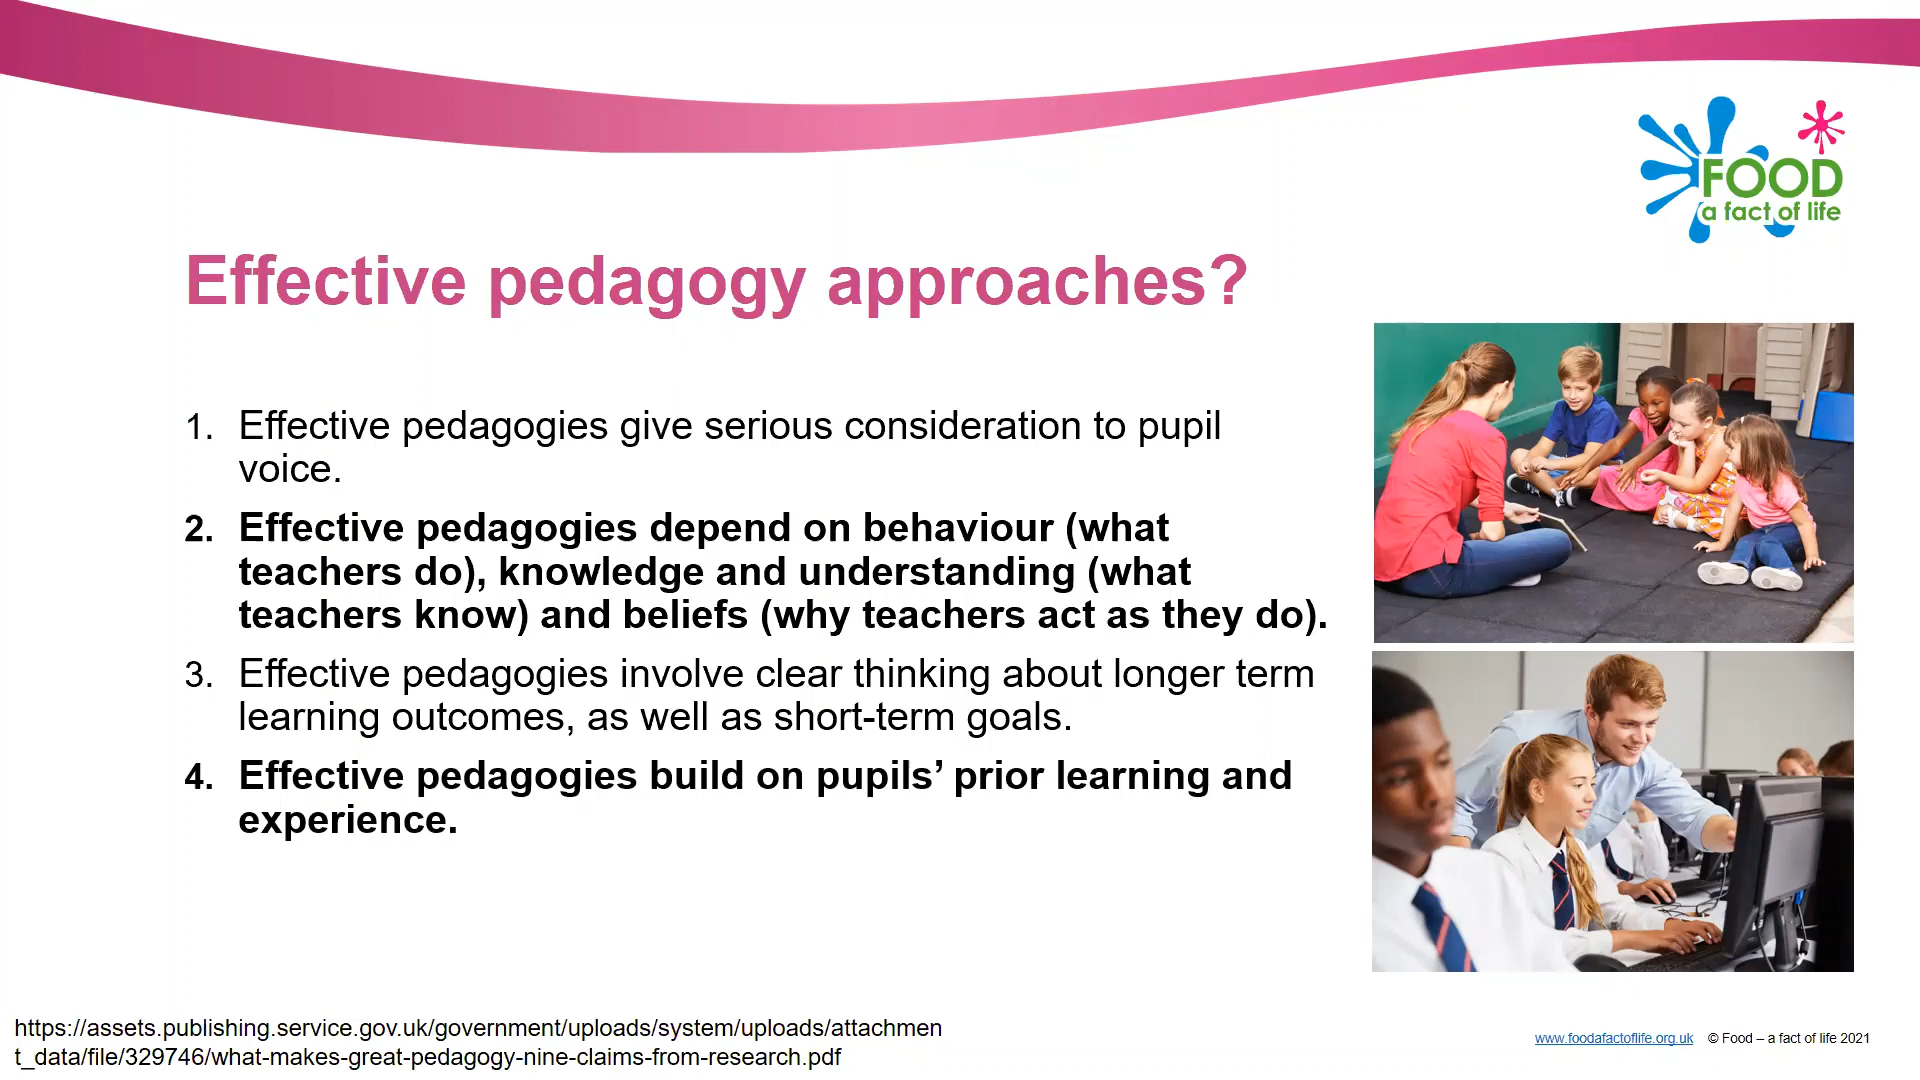 FOOD
a fact of life
Effective pedagogy approaches?
1. Effective pedagogies give serious consideration to pupil
voice.
2. Effective pedagogies depend on behaviour (what
teachers do), knowledge and understanding (what
teachers know) and beliefs (why teachers act as they do).
3. Effective pedagogies involve clear thinking about longer term
learning outcomes, as well as short-term goals.
4. Effective pedagogies build on pupils’ prior learning and
experience.
https://assets.publishing.service.gov.uk/government/uploads/system/uploads/attachmen
t_data/file/329746/what-makes-great-pedagogy-nine-claims-from-research.pdf
www.foodafactoflife.org.uk © Food – a fact of life 2021